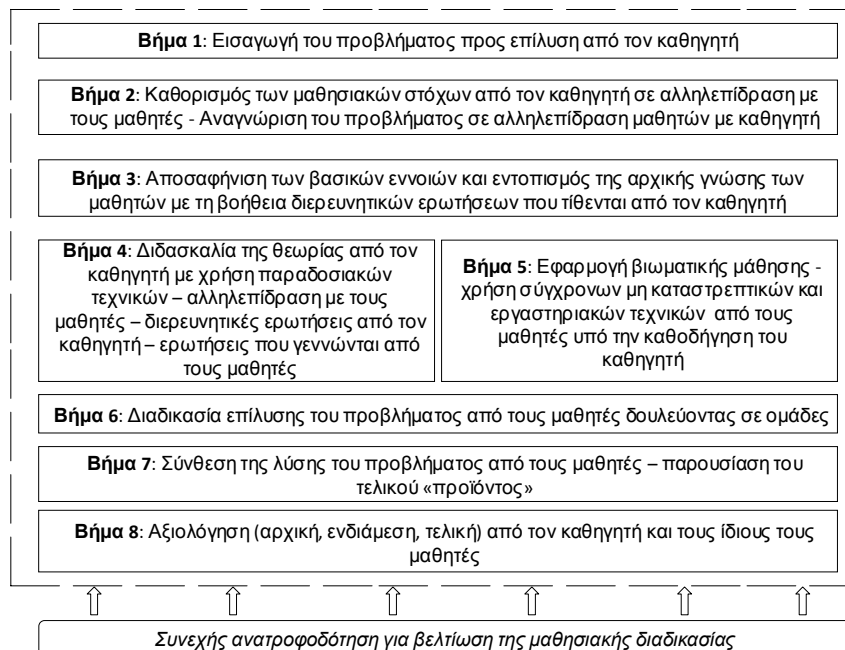 Βήμα 1: Εισαγωγή του προβλήματος προς επίλυση από τον καθηγητή
Βήμα 2: Καθορισμός των μαθησιακών στόχων από τον καθηγητή σε αλληλεπίδραση με
τους μαθητές - Αναγνώριση του προβλήματος σε αλληλεπίδραση μαθητών με καθηγητή
Βήμα 3: Αποσαφήνιση των βασικών εννοιών και εντοπισμός της αρχικής γνώσης των
μαθητών με τη βοήθεια διερευνητικών ερωτήσεων που τίθενται από τον καθηγητή
Βήμα 4: Διδασκαλία της θεωρίας από τον
καθηγητή με χρήση παραδοσιακών
τεχνικών – αλληλεπίδραση με τους
μαθητές – διερευνητικές ερωτήσεις από τον
καθηγητή – ερωτήσεις που γεννώνται από
τους μαθητές
Βήμα 5: Εφαρμογή βιωματικής μάθησης -
χρήση σύγχρονων μη καταστρεπτικών και
εργαστηριακών τεχνικών από τους
μαθητές υπό την καθοδήγηση του
καθηγητή
Βήμα 6: Διαδικασία επίλυσης του προβλήματος από τους μαθητές δουλεύοντας σε ομάδες
Βήμα 7: Σύνθεση της λύσης του προβλήματος από τους μαθητές – παρουσίαση του
τελικού «προϊόντος»
Βήμα 8: Αξιολόγηση (αρχική, ενδιάμεση, τελική) από τον καθηγητή και τους ίδιους τους
μαθητές
Συνεχής ανατροφοδότηση για βελτίωση της μαθησιακής διαδικασίας